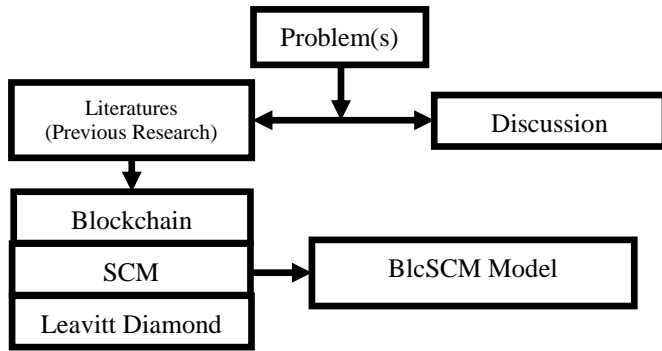 Problem(s)
Literatures
(Previous Research)
Discussion
Blockchain
SCM
BlcSCM Model
Leavitt Diamond